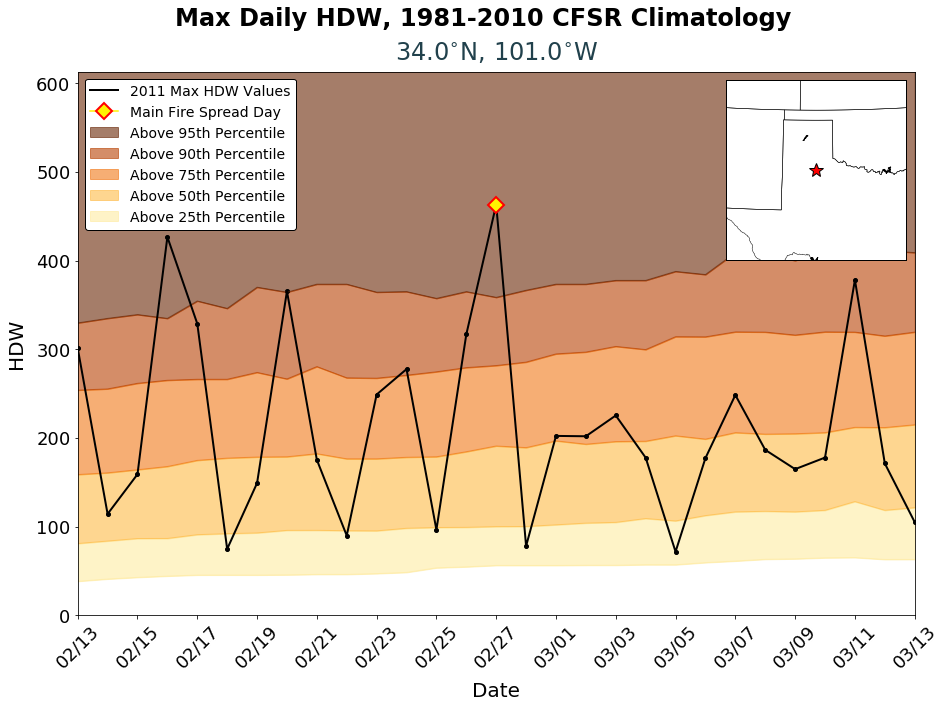 Max Daily HDW, 1981-2010 CFSR Climatology
34.0°N, 101.0°W
2011 Max HDW Values
Main Fire Spread Day
Above 95th Percentile
Above 90th Percentile
Above 75th Percentile
Above 50th Percentile
Above 25th Percentile
HDW
600
500
400
300
200
100
0
02/13 02/15 02/17 02/19 02/21 02/23 02/25 02/27 03/01 03/03 03/05 03/07 03/09 03/11 03/13
Date